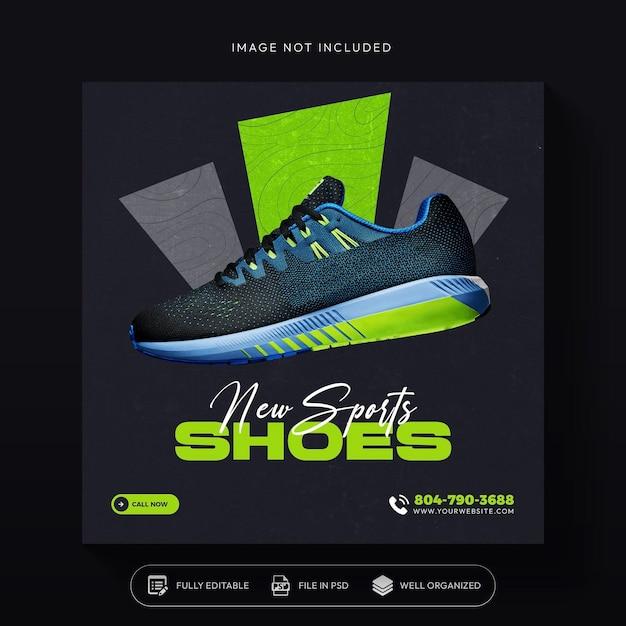 IMAGE NOT INCLUDED
New Sports
SHOES
CALL NOW
804-790-3688
WWW.YOURWEBSITE.COM
FULLY EDITABLE
PSD
FILE IN PSD
WELL ORGANIZED